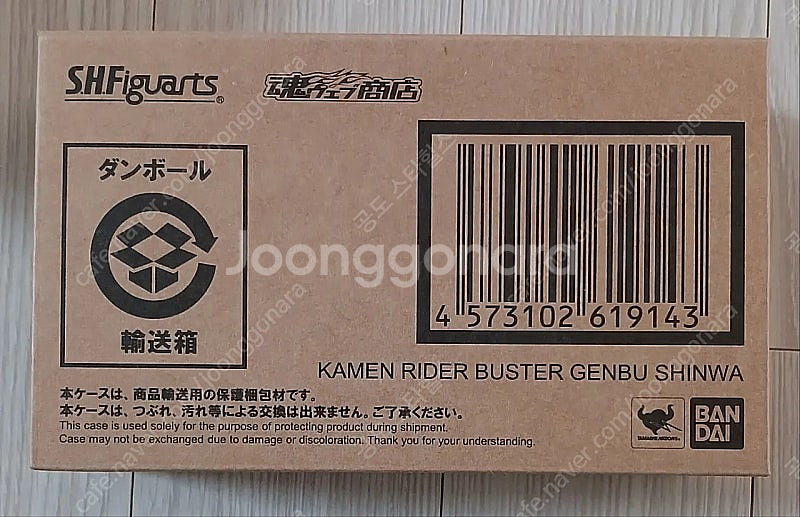 S.H.Figuarts®
魂ウェブ商店
ダンボール
輸送箱
4 573102 619143
KAMEN RIDER BUSTER GENBU SHINWA
本ケースは、商品輸送用の保護梱包材です。
本ケースは、つぶれ、汚れ等による交換は出来ません。ご了承ください。
This case is used solely for the purpose of protecting product during shipment.
Case may not be exchanged due to damage or discoloration. Thank you for your understanding.
TAMASHII NATIONS
BAN
DAI
Joonggonara
cafe.naver.com/joonggonara